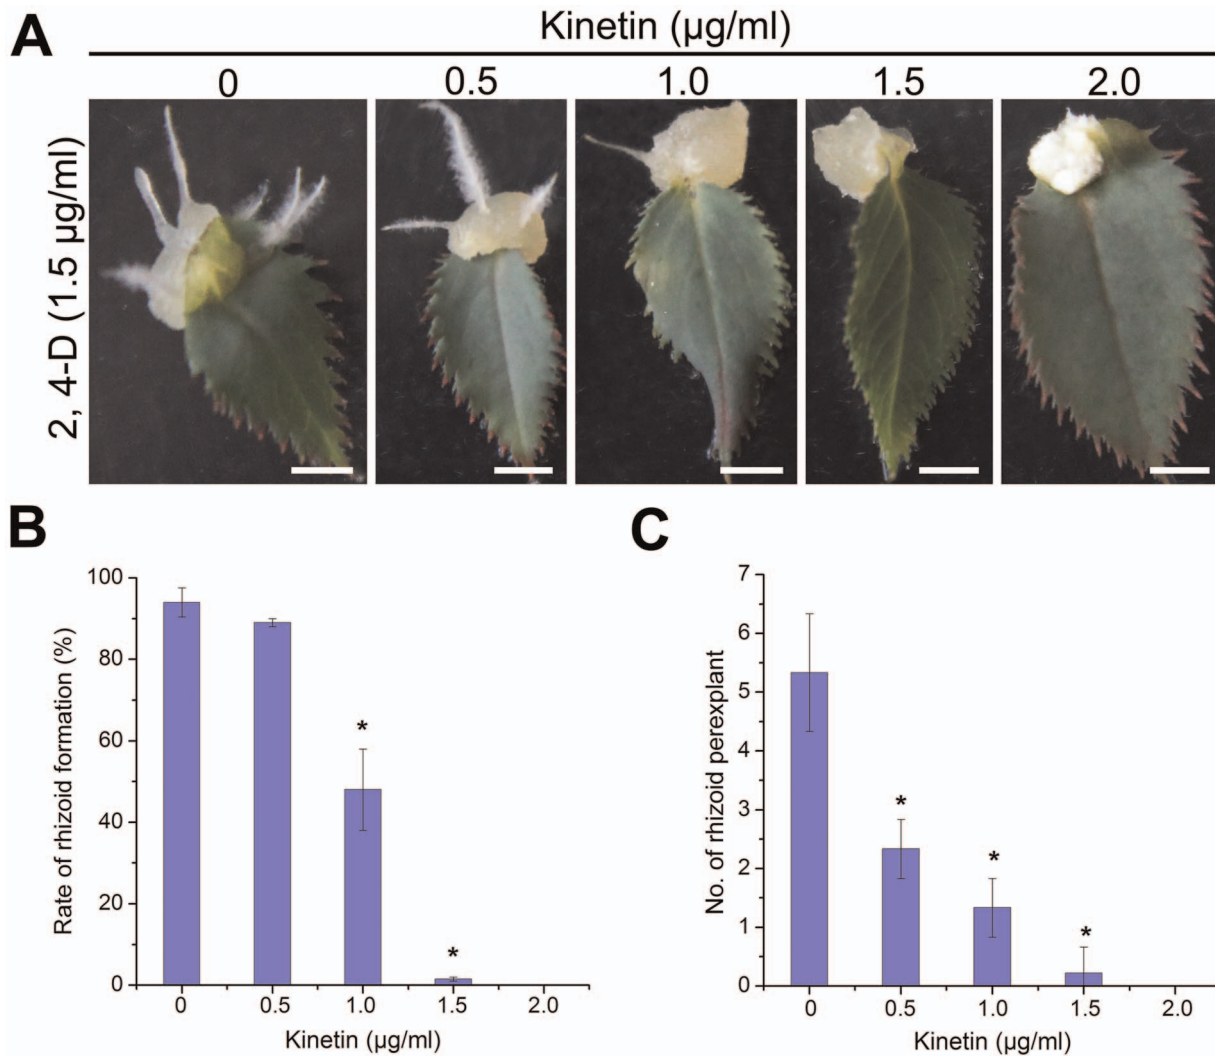 A
Kinetin (µg/ml)
0 0.5 1.0 1.5 2.0
2, 4-D (1.5 µg/ml)
B
Rate of rhizoid formation (%)
100
80
60
40
20
0
*
*
0 0.5 1.0 1.5 2.0
Kinetin (µg/ml)
C
No. of rhizoid perexplant
7
6
5
4
3
2
1
0
*
*
*
0 0.5 1.0 1.5 2.0
Kinetin (µg/ml)